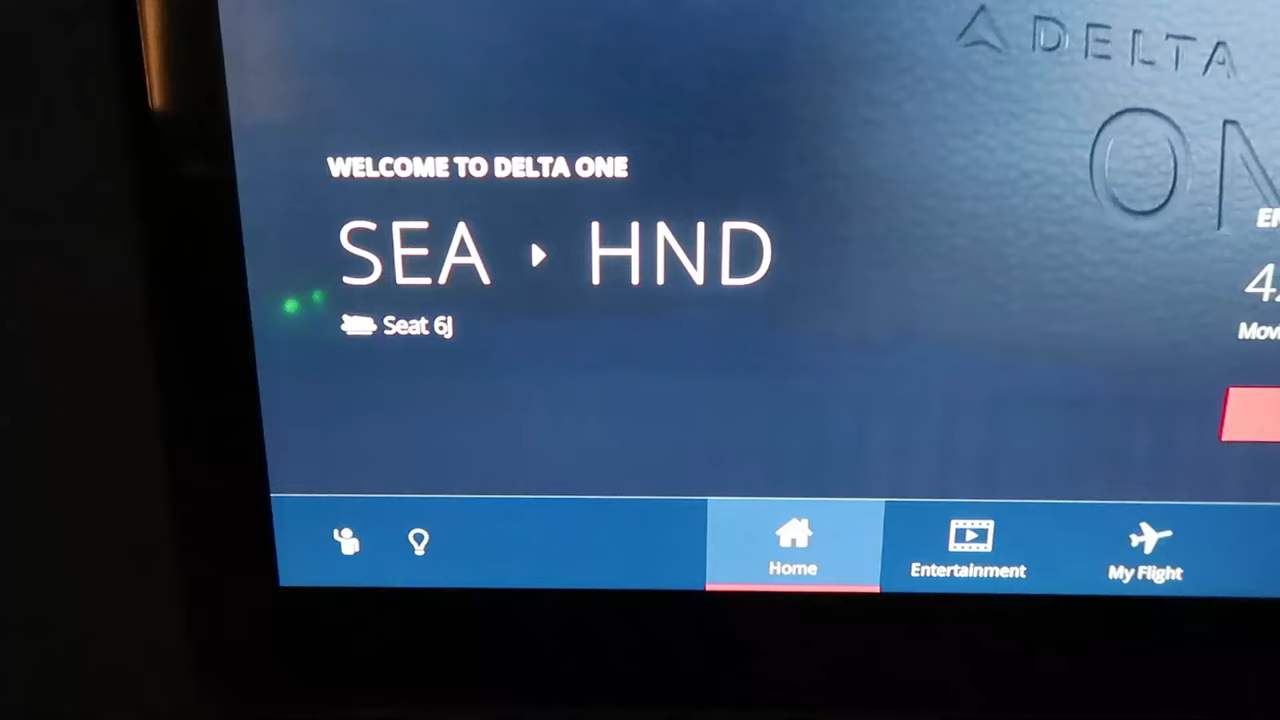 DELTA
WELCOME TO DELTA ONE
SEA ▸ HND
Seat 6J
Home
Entertainment
My Flight